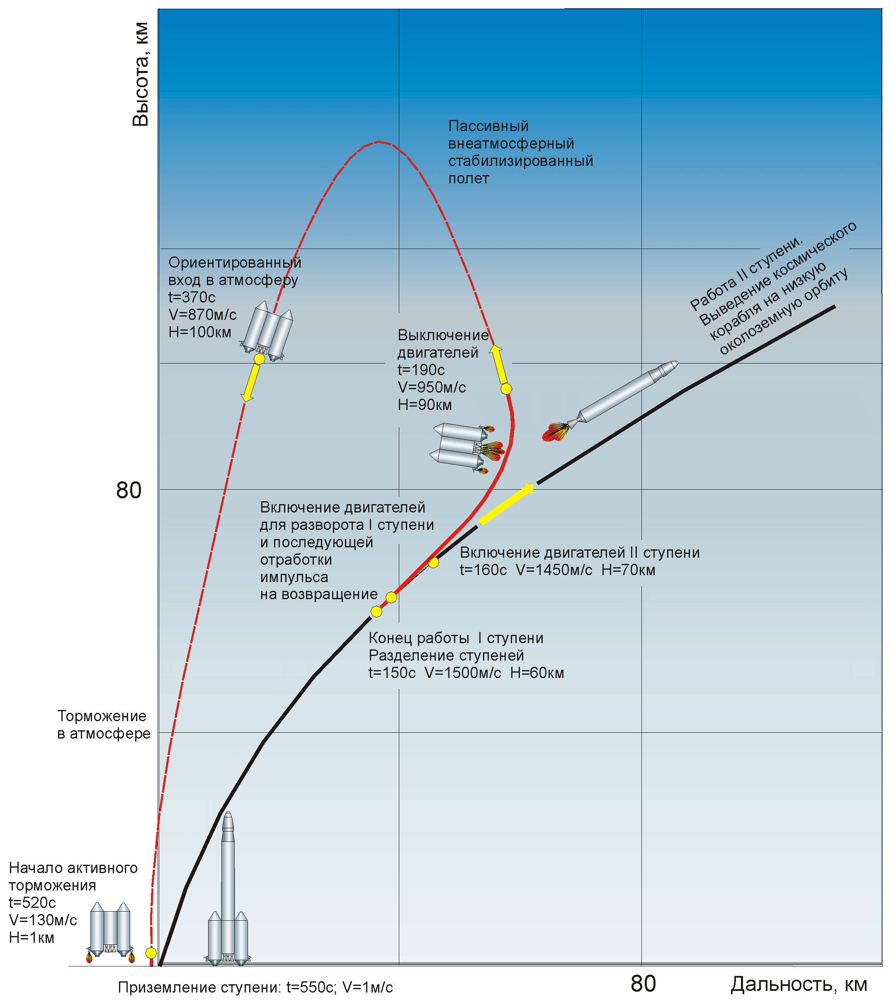 Высота, км
Пассивный
внеатмосферный
стабилизированный
полет
Ориентированный
вход в атмосферу
t=370с
V=870м/с
H=100км
Работа II ступени.
Выведение космического
корабля на низкую
околоземную орбиту
Выключение
двигателей
t=190с
V=950м/с
H=90км
80
Включение двигателей
для разворота I ступени
и последующей
отработки
импульса
на возвращение
Включение двигателей II ступени
t=160с V=1450м/с H=70км
Конец работы I ступени
Разделение ступеней
t=150с V=1500м/с H=60км
Торможение
в атмосфере
Начало активного
торможения
t=520с
V=130м/с
H=1км
Приземление ступени: t=550с; V=1м/с
80
Дальность, км